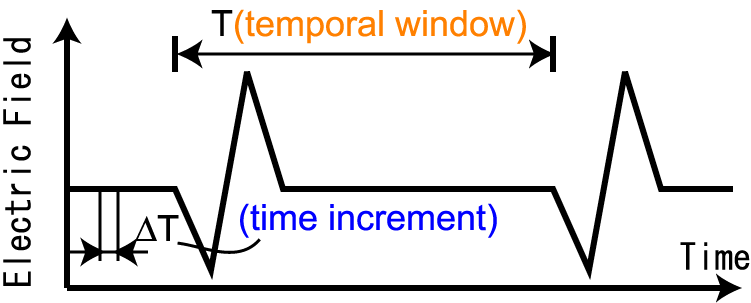 T(temporal window)
Electric Field
(time increment)
ΔT
Time